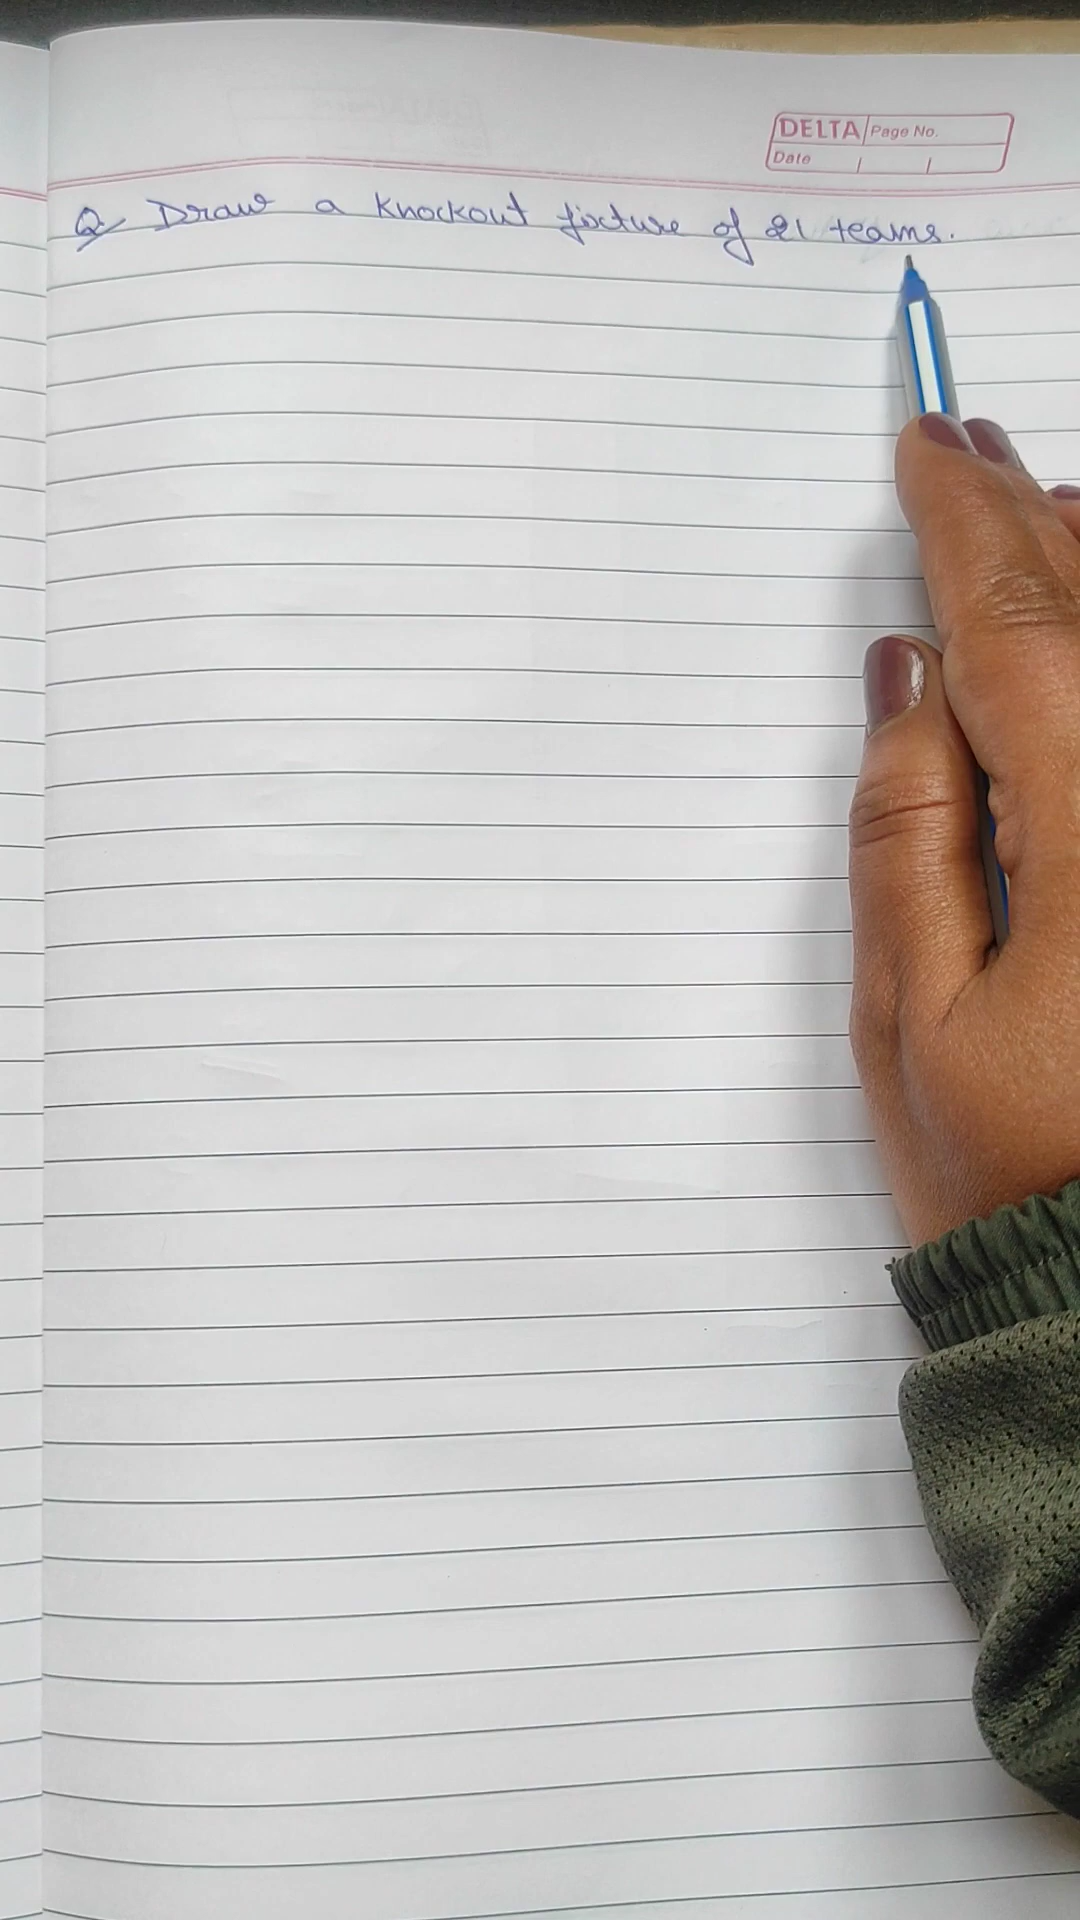 DELTA Page No.
Date
Q Draw a Knockout fixture of 21 teams.